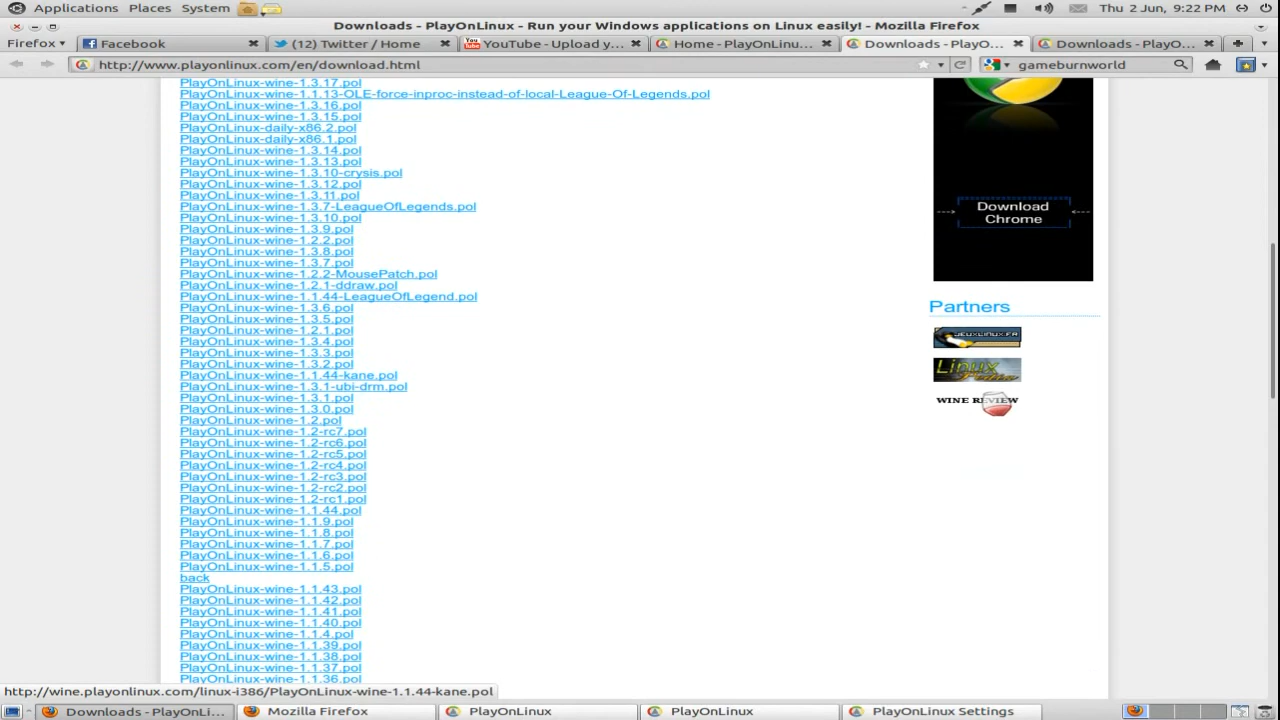 Applications Places System Thu 2 Jun, 9:22 PM
Downloads - PlayOnLinux - Run your Windows applications on Linux easily! - Mozilla Firefox
Firefox Facebook (12) Twitter / Home YouTube - Upload y... Home - PlayOnLinu... Downloads - PlayO... Downloads - PlayO...
http://www.playonlinux.com/en/download.html gameburnworld
PlayOnLinux-wine-1.3.17.pol
PlayOnLinux-wine-1.1.13-OLE-force-inproc-instead-of-local-League-Of-Legends.pol
PlayOnLinux-wine-1.3.16.pol
PlayOnLinux-wine-1.3.15.pol
PlayOnLinux-daily-x86.2.pol
PlayOnLinux-daily-x86.1.pol
PlayOnLinux-wine-1.3.14.pol
PlayOnLinux-wine-1.3.13.pol
PlayOnLinux-wine-1.3.10-crysis.pol
PlayOnLinux-wine-1.3.12.pol
PlayOnLinux-wine-1.3.11.pol
PlayOnLinux-wine-1.3.7-LeagueOfLegends.pol
PlayOnLinux-wine-1.3.10.pol
PlayOnLinux-wine-1.3.9.pol
PlayOnLinux-wine-1.2.2.pol
PlayOnLinux-wine-1.3.8.pol
PlayOnLinux-wine-1.3.7.pol
PlayOnLinux-wine-1.2.2-MousePatch.pol
PlayOnLinux-wine-1.2.1-ddraw.pol
PlayOnLinux-wine-1.1.44-LeagueOfLegend.pol
PlayOnLinux-wine-1.3.6.pol
PlayOnLinux-wine-1.3.5.pol
PlayOnLinux-wine-1.2.1.pol
PlayOnLinux-wine-1.3.4.pol
PlayOnLinux-wine-1.3.3.pol
PlayOnLinux-wine-1.3.2.pol
PlayOnLinux-wine-1.1.44-kane.pol
PlayOnLinux-wine-1.3.1-ubi-drm.pol
PlayOnLinux-wine-1.3.1.pol
PlayOnLinux-wine-1.3.0.pol
PlayOnLinux-wine-1.2.pol
PlayOnLinux-wine-1.2-rc7.pol
PlayOnLinux-wine-1.2-rc6.pol
PlayOnLinux-wine-1.2-rc5.pol
PlayOnLinux-wine-1.2-rc4.pol
PlayOnLinux-wine-1.2-rc3.pol
PlayOnLinux-wine-1.2-rc2.pol
PlayOnLinux-wine-1.2-rc1.pol
PlayOnLinux-wine-1.1.44.pol
PlayOnLinux-wine-1.1.9.pol
PlayOnLinux-wine-1.1.8.pol
PlayOnLinux-wine-1.1.7.pol
PlayOnLinux-wine-1.1.6.pol
PlayOnLinux-wine-1.1.5.pol
back
PlayOnLinux-wine-1.1.43.pol
PlayOnLinux-wine-1.1.42.pol
PlayOnLinux-wine-1.1.41.pol
PlayOnLinux-wine-1.1.40.pol
PlayOnLinux-wine-1.1.4.pol
PlayOnLinux-wine-1.1.39.pol
PlayOnLinux-wine-1.1.38.pol
PlayOnLinux-wine-1.1.37.pol
PlayOnLinux-wine-1.1.36.pol
Download
Chrome
Partners
JEUXLINUX.FR
Linux
WINE REVIEW
http://wine.playonlinux.com/linux-i386/PlayOnLinux-wine-1.1.44-kane.pol
Downloads - PlayOnLi... Mozilla Firefox PlayOnLinux PlayOnLinux PlayOnLinux Settings